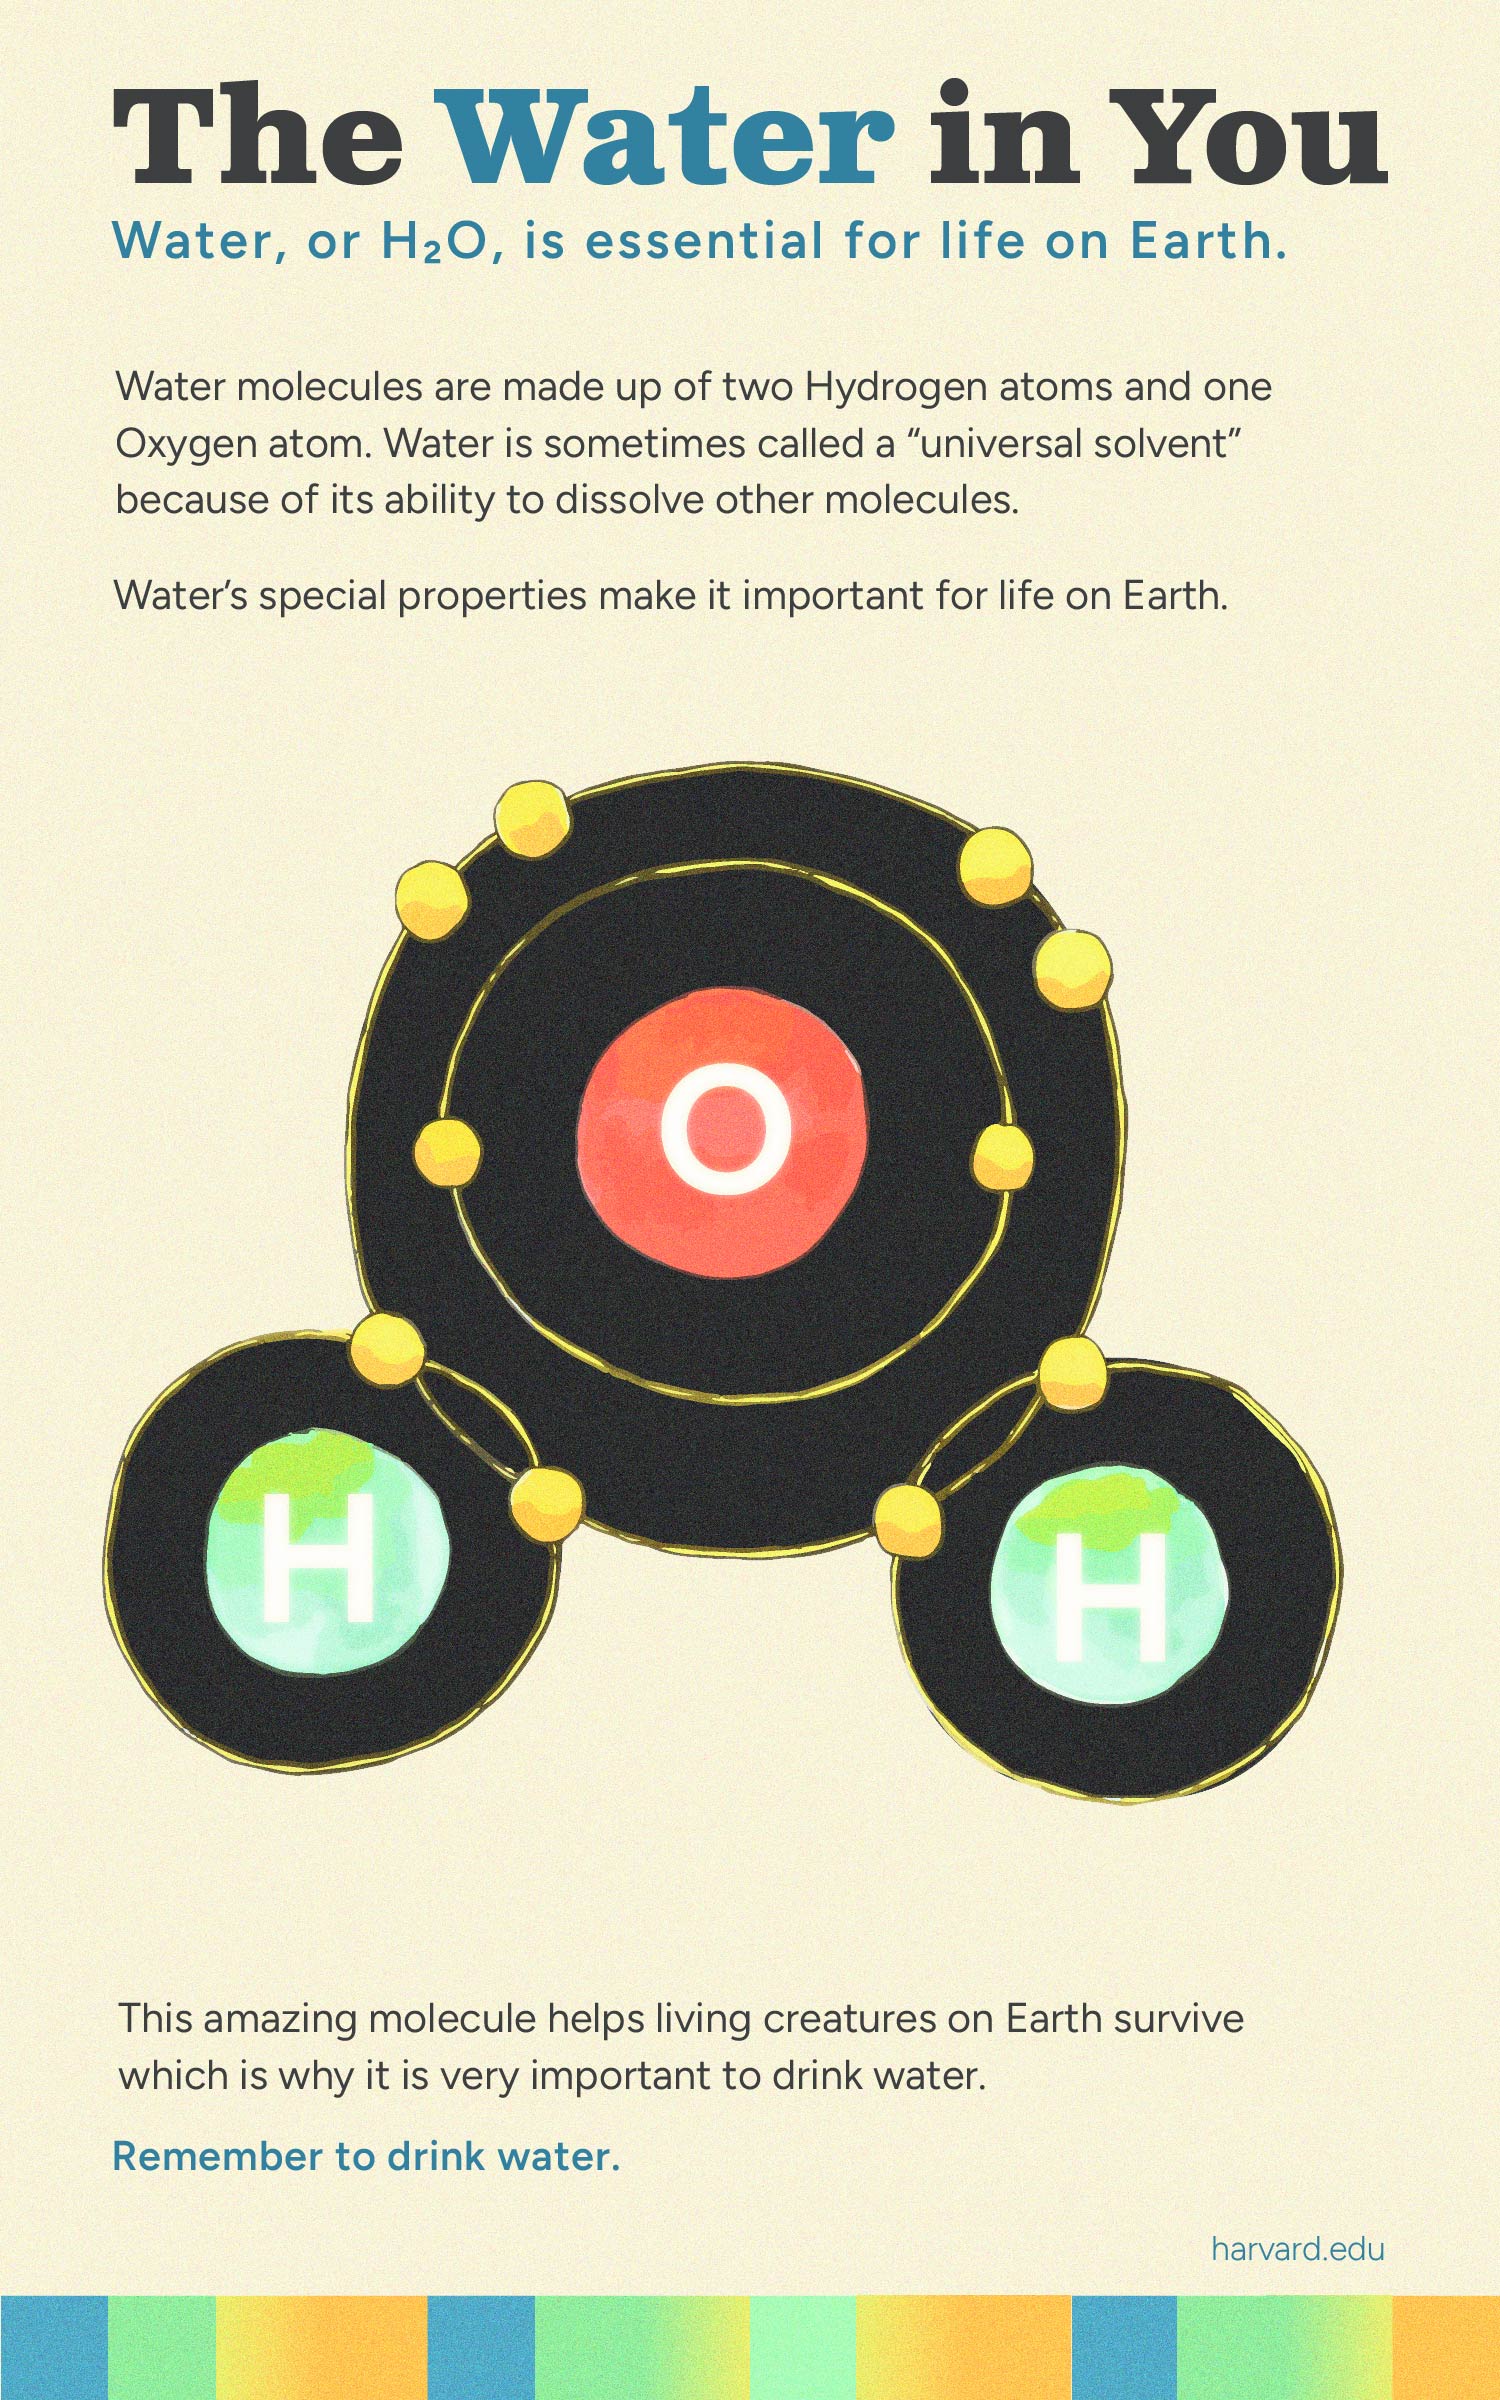 The Water in You
Water, or H₂O, is essential for life on Earth.
Water molecules are made up of two Hydrogen atoms and one
Oxygen atom. Water is sometimes called a “universal solvent”
because of its ability to dissolve other molecules.
Water’s special properties make it important for life on Earth.
O
H
H
This amazing molecule helps living creatures on Earth survive
which is why it is very important to drink water.
Remember to drink water.
harvard.edu